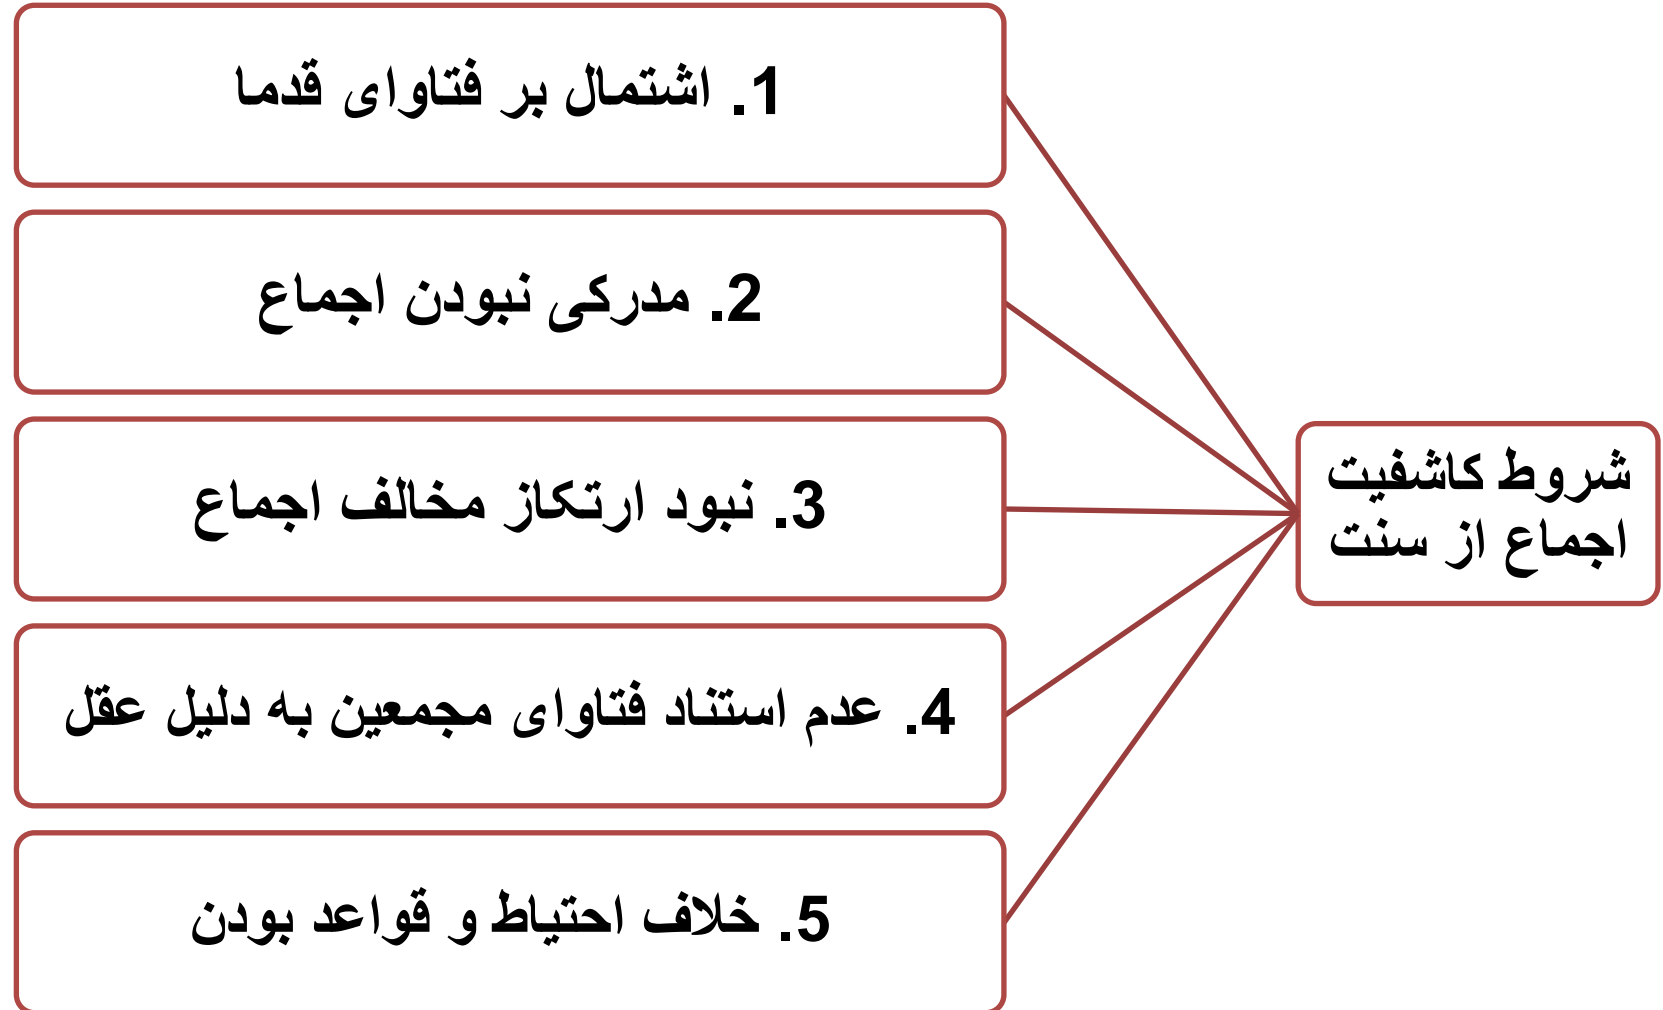 شروط کاشفیت
اجماع از سنت
1. اشتمال بر فتاوای قدما
2. مدرکی نبودن اجماع
3. نبود ارتکاز مخالف اجماع
4. عدم استناد فتاوای مجمعین به دلیل عقل
5. خلاف احتیاط و قواعد بودن